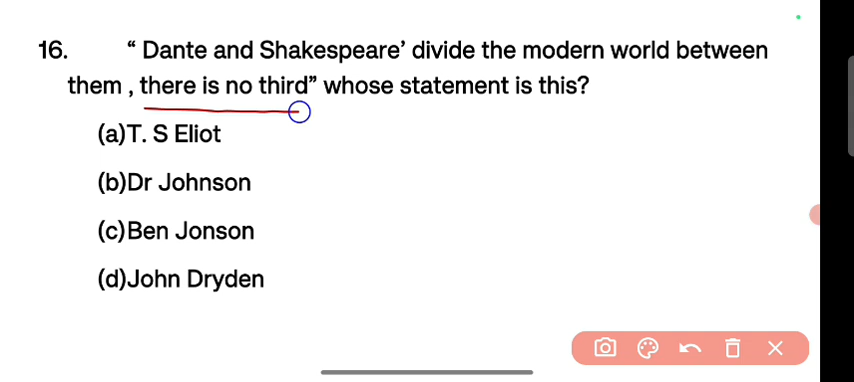 16. “ Dante and Shakespeare’ divide the modern world between
them , there is no third” whose statement is this?
(a)T. S Eliot
(b)Dr Johnson
(c)Ben Jonson
(d)John Dryden